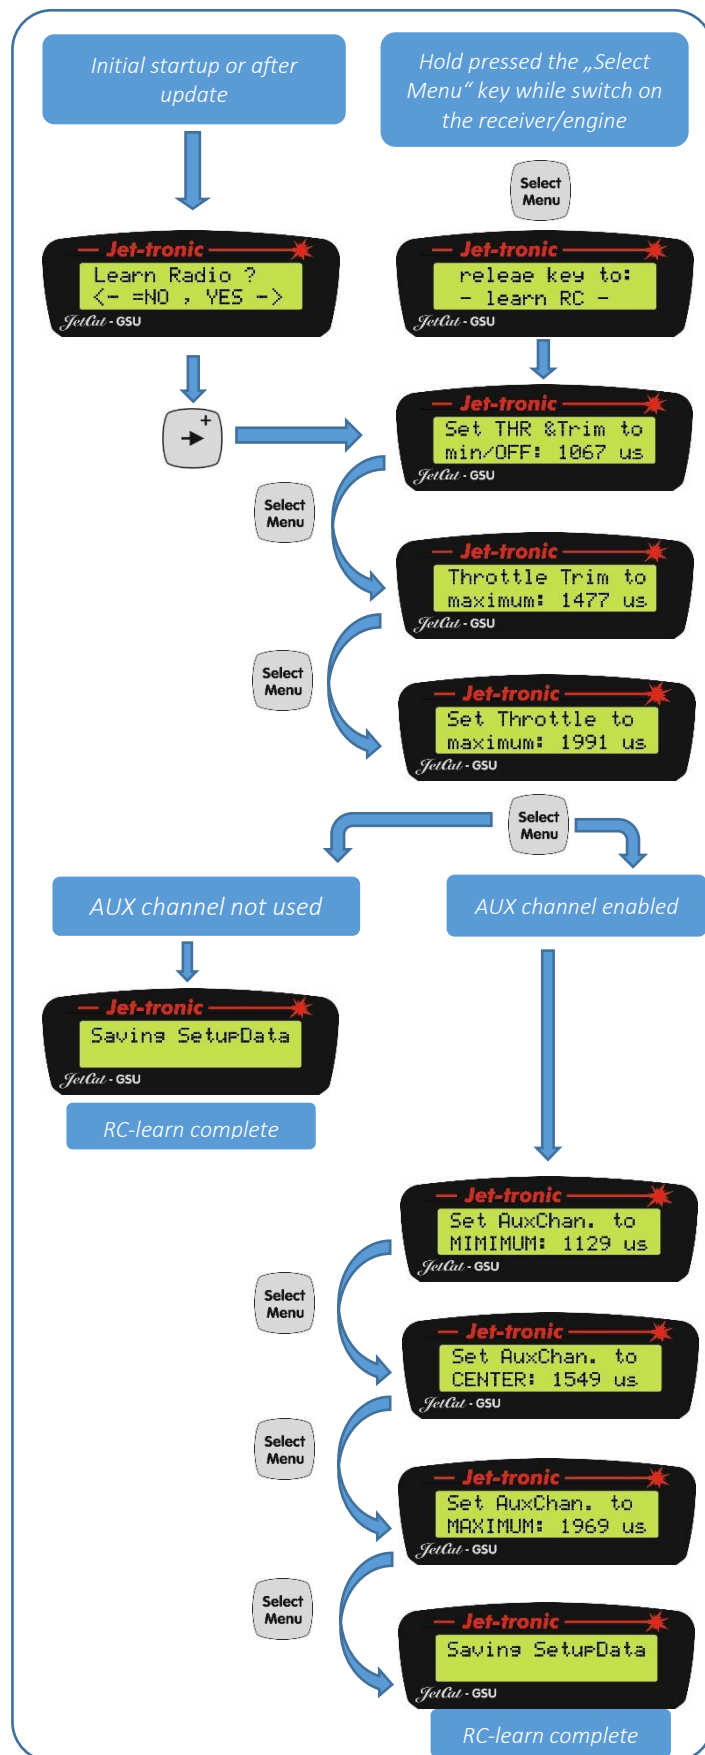 Initial startup or after
update
Hold pressed the „Select
Menu“ key while switch on
the receiver/engine
Select
Menu
Jet-tronic
Learn Radio ?
<- =NO , YES ->
JetCat - GSU
Jet-tronic
releae key to:
- learn RC -
JetCat - GSU
+
Jet-tronic
Set THR &Trim to
min/OFF: 1067 us
JetCat - GSU
Select
Menu
Jet-tronic
Throttle Trim to
maximum: 1477 us
JetCat - GSU
Select
Menu
Jet-tronic
Set Throttle to
maximum: 1991 us
JetCat - GSU
Select
Menu
AUX channel not used
AUX channel enabled
Jet-tronic
Saving SetupData
JetCat - GSU
RC-learn complete
Jet-tronic
Set AuxChan. to
MIMIMUM: 1129 us
JetCat - GSU
Select
Menu
Jet-tronic
Set AuxChan. to
CENTER: 1549 us
JetCat - GSU
Select
Menu
Jet-tronic
Set AuxChan. to
MAXIMUM: 1969 us
JetCat - GSU
Select
Menu
Jet-tronic
Saving SetupData
JetCat - GSU
RC-learn complete